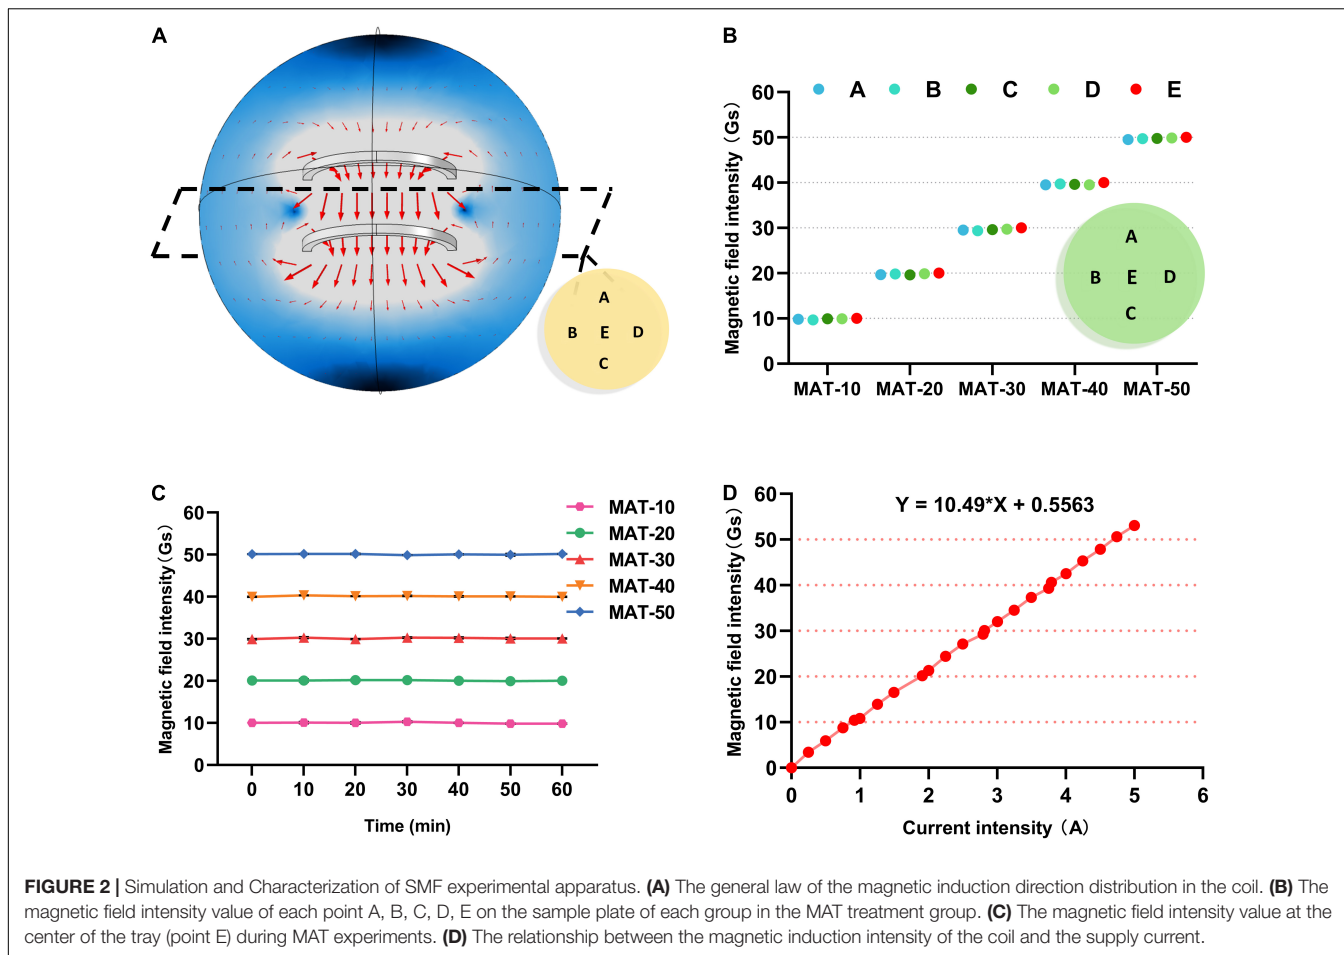 A
A
B
E
D
C
B
Magnetic field intensity (Gs)
60
50
40
30
20
10
0
A B C D E
A
B E D
C
MAT-10 MAT-20 MAT-30 MAT-40 MAT-50
C
Magnetic field intensity (Gs)
60
50
40
30
20
10
0
MAT-10
MAT-20
MAT-30
MAT-40
MAT-50
0 10 20 30 40 50 60
Time (min)
D
Magnetic field intensity (Gs)
60
50
40
30
20
10
0
Y = 10.49*X + 0.5563
0 1 2 3 4 5 6
Current intensity (A)
FIGURE 2 | Simulation and Characterization of SMF experimental apparatus. (A) The general law of the magnetic induction direction distribution in the coil. (B) The
magnetic field intensity value of each point A, B, C, D, E on the sample plate of each group in the MAT treatment group. (C) The magnetic field intensity value at the
center of the tray (point E) during MAT experiments. (D) The relationship between the magnetic induction intensity of the coil and the supply current.